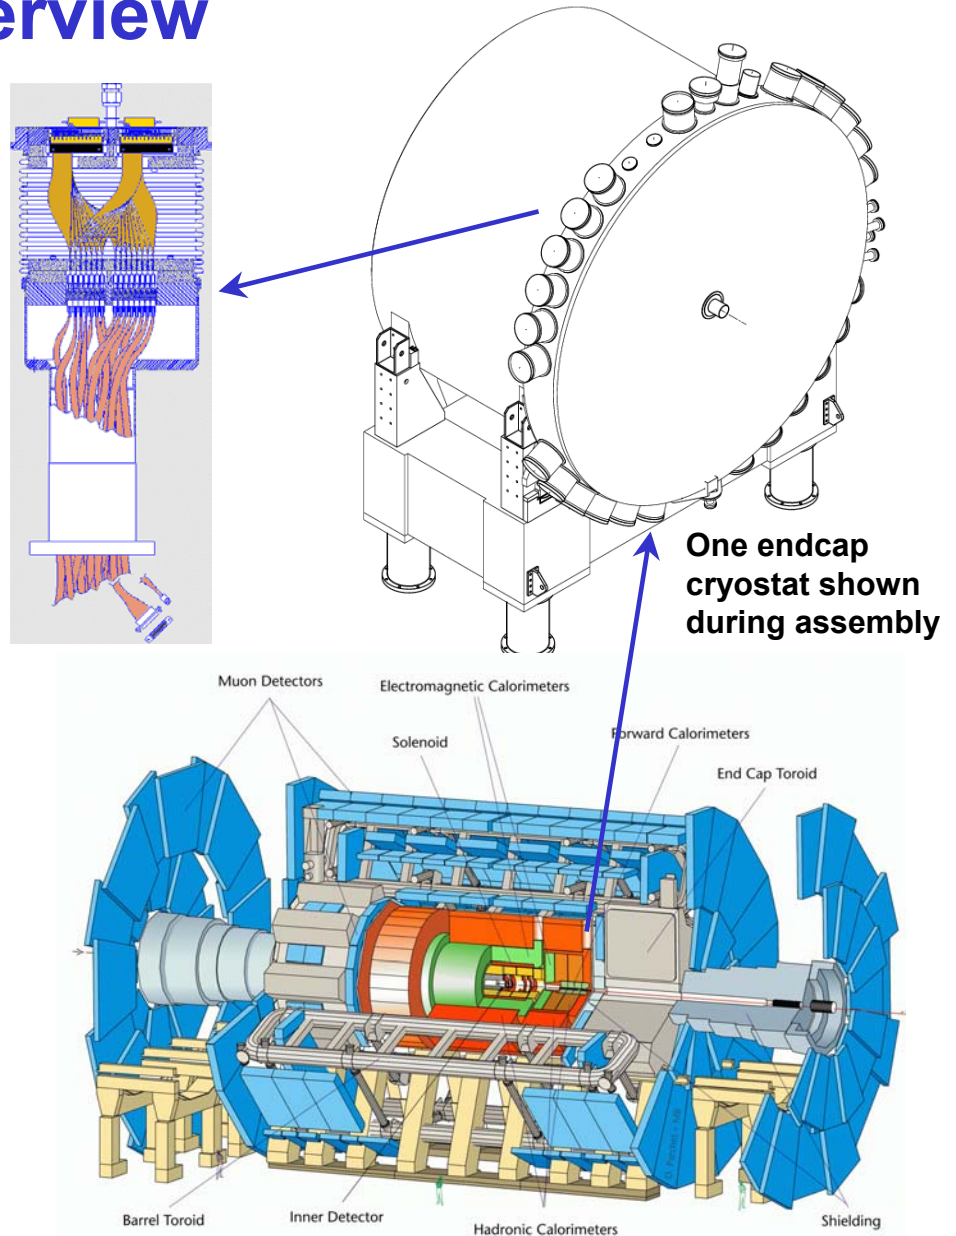 erview
One endcap
cryostat shown
during assembly
Muon Detectors
Electromagnetic Calorimeters
Solenoid
Forward Calorimeters
End Cap Toroid
Barrel Toroid
Inner Detector
Hadronic Calorimeters
Shielding